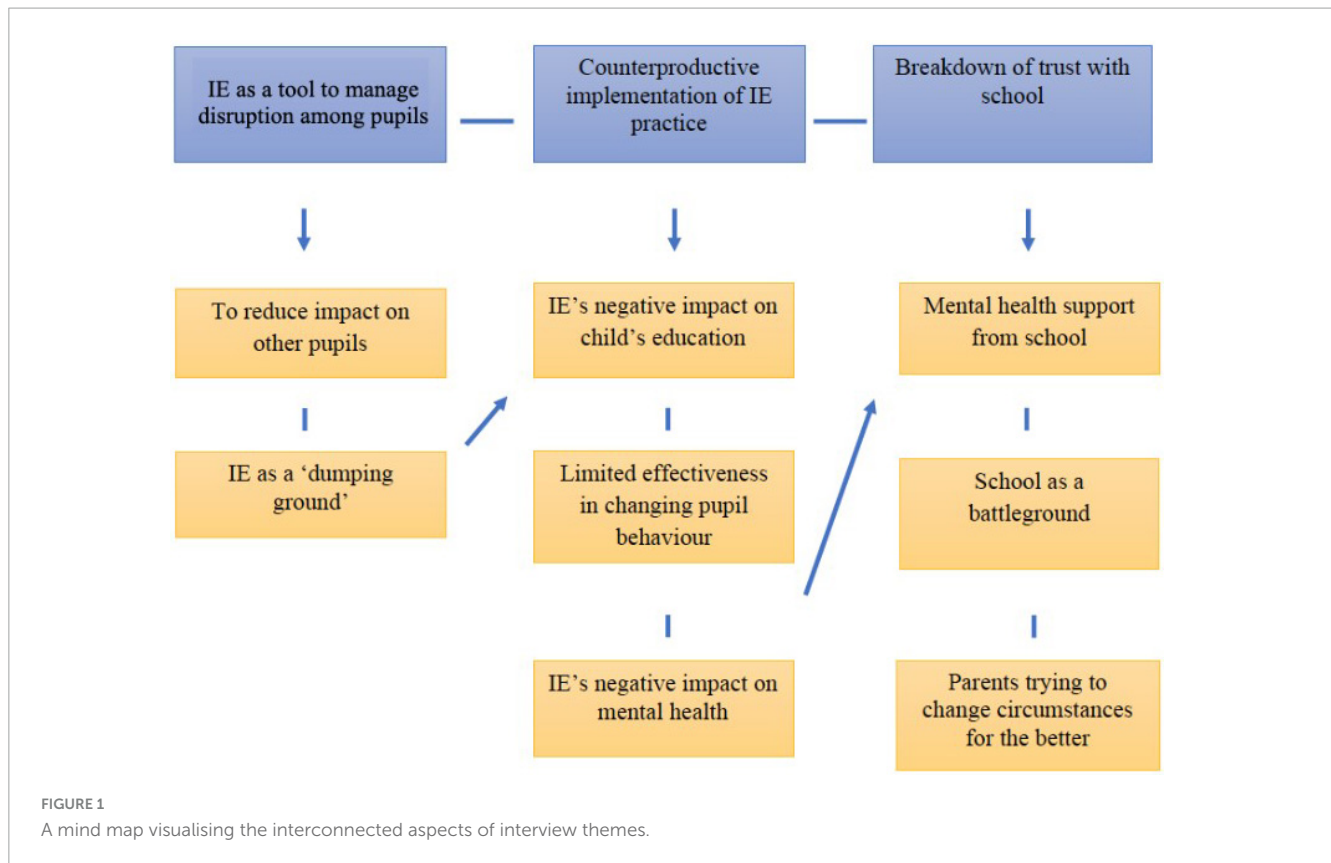 IE as a tool to manage
disruption among pupils
Counterproductive
implementation of IE
practice
Breakdown of trust with
school
To reduce impact on
other pupils
IE's negative impact on
child's education
Mental health support
from school
IE as a ‘dumping
ground’
Limited effectiveness
in changing pupil
behaviour
School as a
battleground
IE’s negative impact on
mental health
Parents trying to
change circumstances
for the better
FIGURE 1
A mind map visualising the interconnected aspects of interview themes.